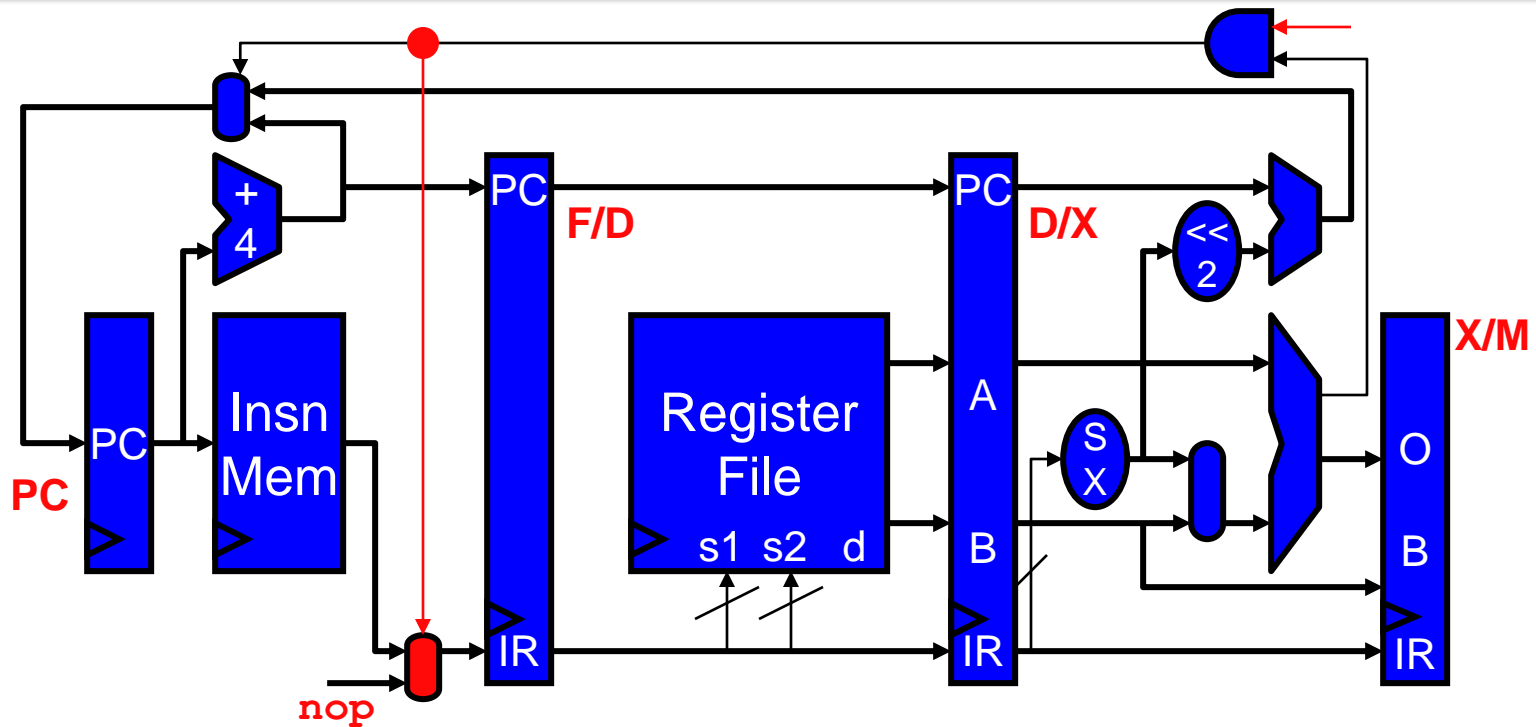 +
4
PC
PC
Insn
Mem
nop
PC
IR
F/D
Register
File
s1 s2 d
PC
A
B
IR
D/X
<<
2
S
X
O
B
IR
X/M